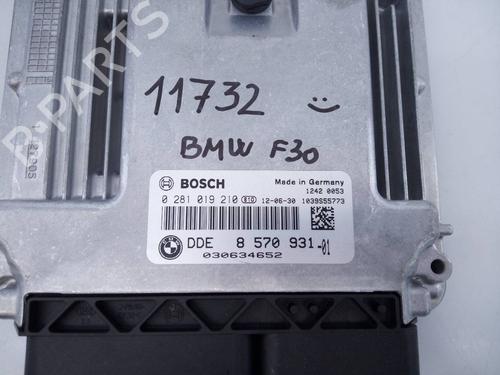 11732
BMW F30
BOSCH
Made in Germany
1242 0053
0 281 019 210 12-06-30 1039S55773
DDE 8 570 931-01
030634652
B-PARTS